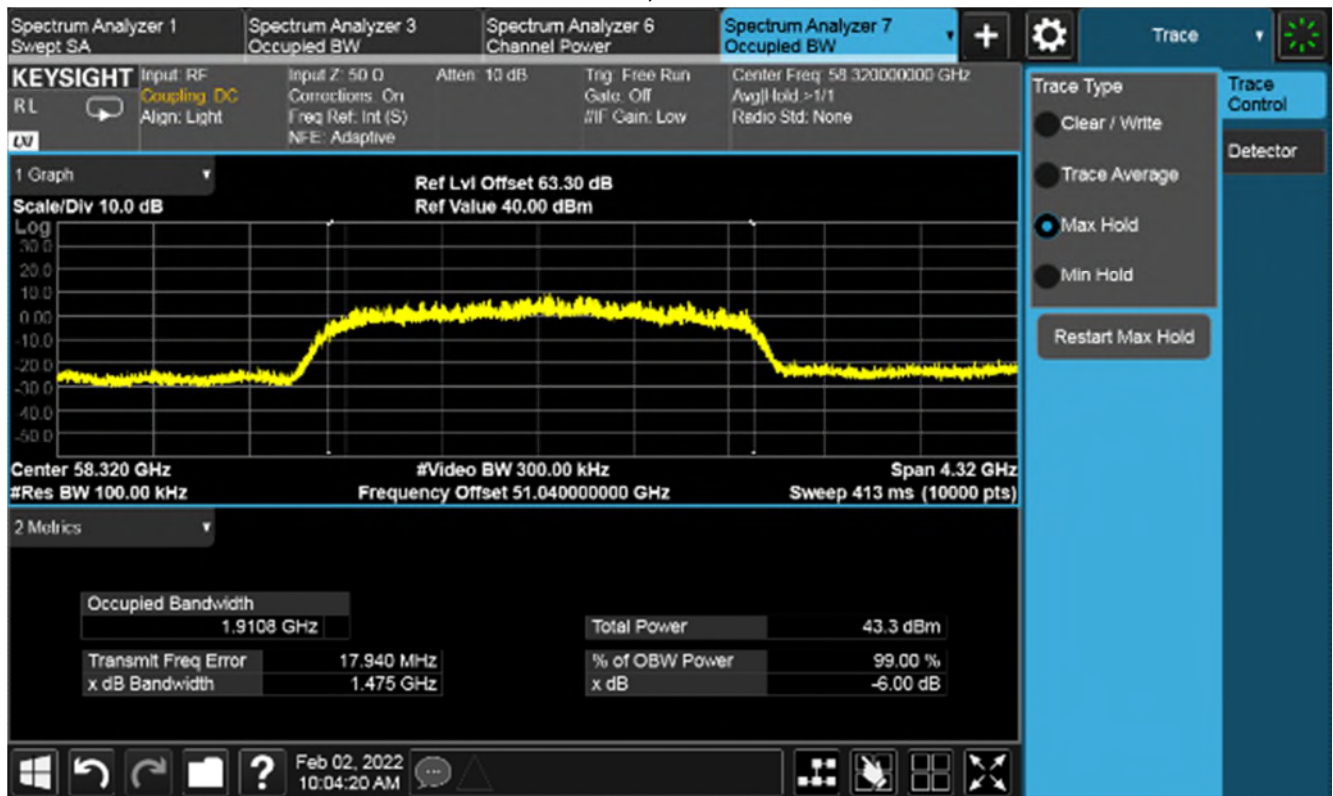 Spectrum Analyzer 1
Swept SA
Spectrum Analyzer 3
Occupied BW
Spectrum Analyzer 6
Channel Power
Spectrum Analyzer 7
Occupied BW
+
Trace
KEYSIGHT
RL
LXI
Input: RF
Coupling: DC
Align: Light
Input Z: 50 Ω
Corrections: On
Freq Ref: Int (S)
NFE: Adaptive
Atten: 10 dB
Trig: Free Run
Gate: Off
#IF Gain: Low
Center Freq: 58.320000000 GHz
Avg|Hold:>1/1
Radio Std: None
Trace Type
Clear / Write
Trace Average
Max Hold
Min Hold
Restart Max Hold
Trace
Control
Detector
1 Graph
Scale/Div 10.0 dB
Ref Lvl Offset 63.30 dB
Ref Value 40.00 dBm
Log
30.0
20.0
10.0
0.00
-10.0
-20.0
-30.0
-40.0
-50.0
Center 58.320 GHz
#Video BW 300.00 kHz
Span 4.32 GHz
#Res BW 100.00 kHz
Frequency Offset 51.040000000 GHz
Sweep 413 ms (10000 pts)
2 Metrics
Occupied Bandwidth
1.9108 GHz
Total Power 43.3 dBm
Transmit Freq Error 17.940 MHz
% of OBW Power 99.00 %
x dB Bandwidth 1.475 GHz
x dB -6.00 dB
?
Feb 02, 2022
10:04:20 AM